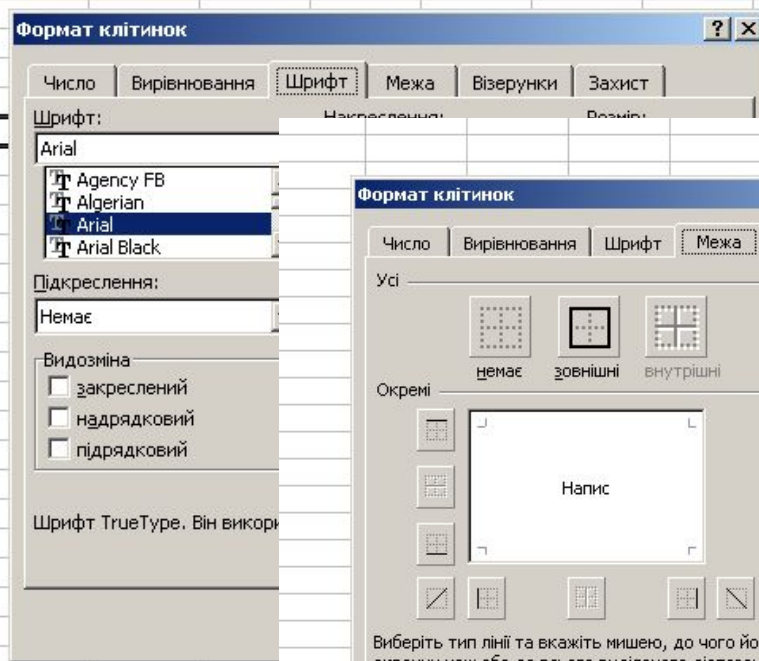 Формат клітинок
Число Вирівнювання Шрифт Межа Візерунки Захист
Шрифт: Накреслення: Розмір:
Arial
Agency FB
Algerian
Arial
Arial Black
Підкреслення:
Немає
Видозміна
закреслений
надрядковий
підрядковий
Шрифт TrueType. Він викори
Формат клітинок
Число Вирівнювання Шрифт Межа
Усі
немає зовнішні внутрішні
Окремі
Напис
Виберіть тип лінії та вкажіть мишею, до чого йо